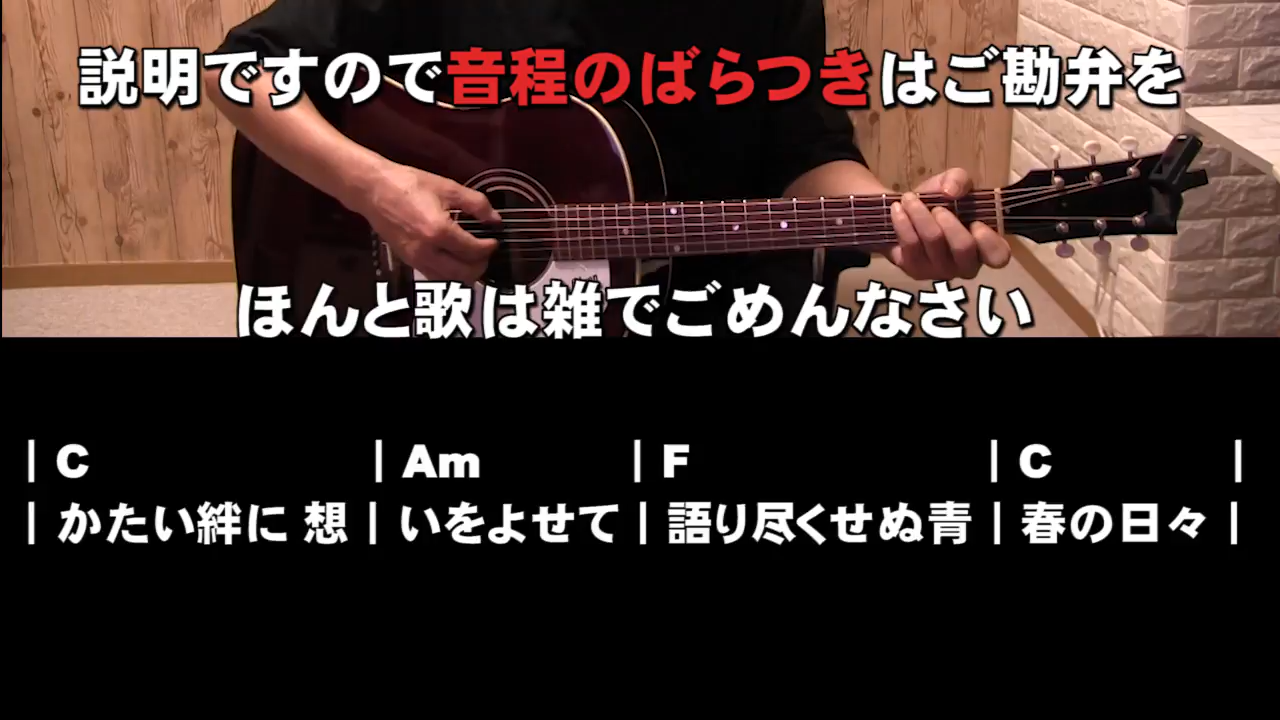 説明ですので音程のばらつきはご勘弁を
ほんと歌は雑でごめんなさい
| C | Am | F | C |
| かたい絆に 想 | いをよせて | 語り尽くせぬ青 | 春の日々 |